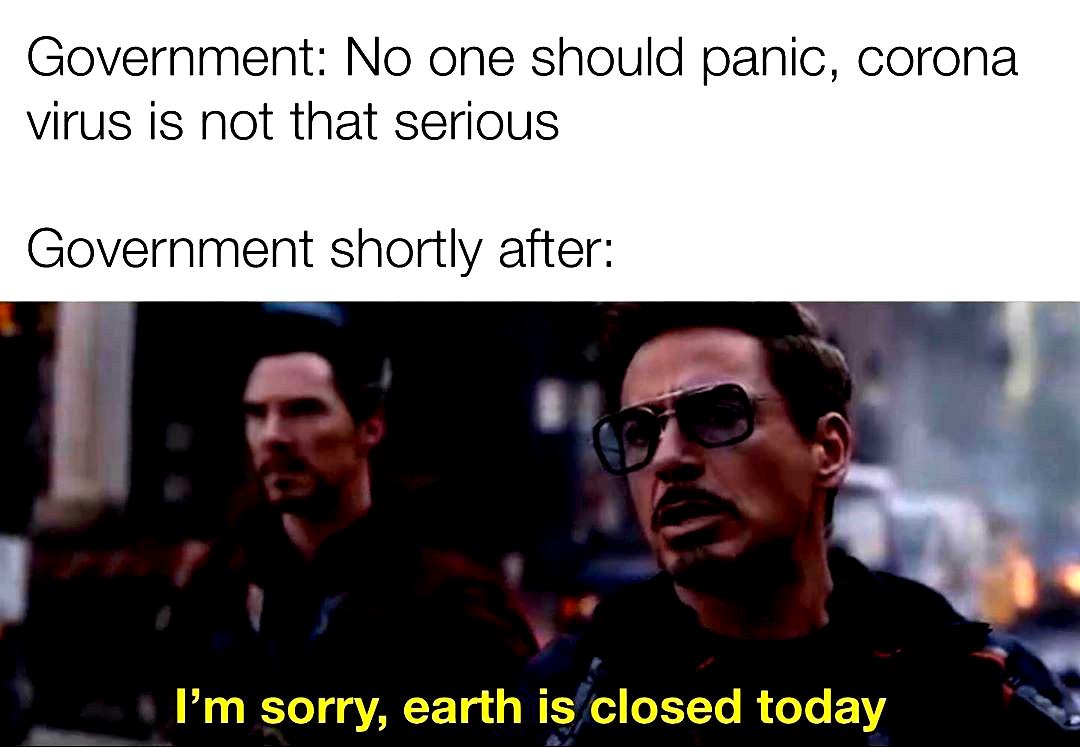 Government: No one should panic, corona
virus is not that serious
Government shortly after:
I’m sorry, earth is closed today